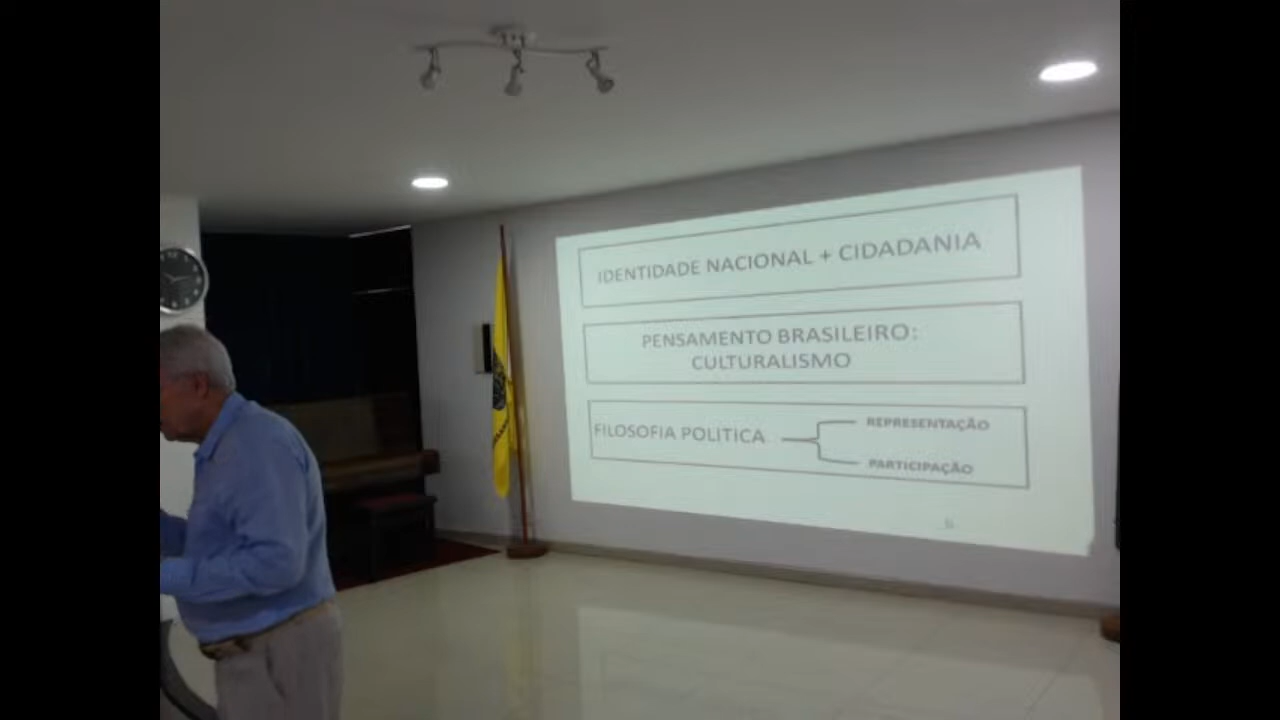 IDENTIDADE NACIONAL + CIDADANIA
PENSAMENTO BRASILEIRO:
CULTURALISMO
FILOSOFIA POLITICA
REPRESENTAÇÃO
PARTICIPAÇÃO